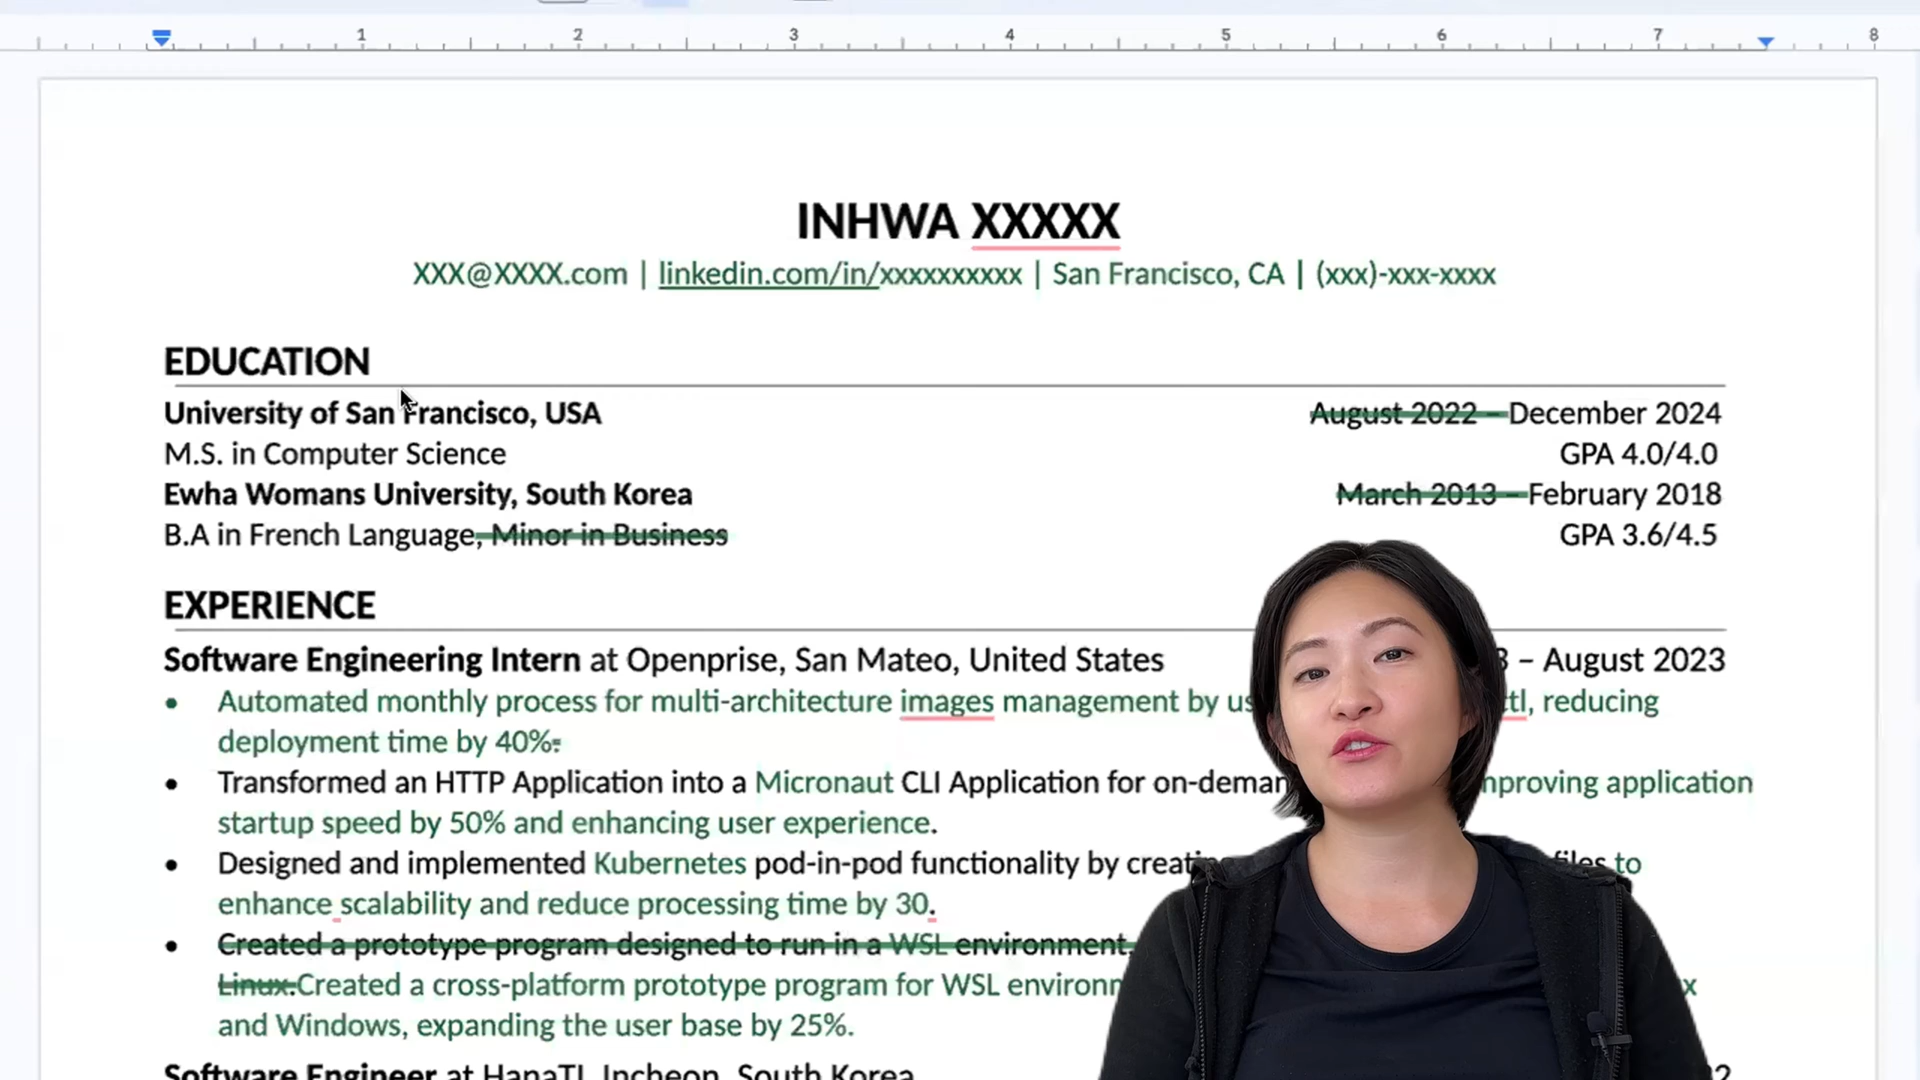 1 2 3 4 5 6 7 8
INHWA XXXXX
XXX@XXXX.com | linkedin.com/in/xxxxxxxxxx | San Francisco, CA | (xxx)-xxx-xxxx
EDUCATION
University of San Francisco, USA August 2022 – December 2024
M.S. in Computer Science GPA 4.0/4.0
Ewha Womans University, South Korea March 2013 – February 2018
B.A in French Language, Minor in Business GPA 3.6/4.5
EXPERIENCE
Software Engineering Intern at Openprise, San Mateo, United States – August 2023
• Automated monthly process for multi-architecture images management by reducing
deployment time by 40%.
• Transformed an HTTP Application into a Micronaut CLI Application for application
startup speed by 50% and enhancing user experience.
• Designed and implemented Kubernetes pod-in-pod functionality by files to
enhance scalability and reduce processing time by 30.
• Created a prototype program designed to run in a WSL environment.
Linux.Created a cross-platform prototype program for WSL
and Windows, expanding the user base by 25%.
Software Engineer at HanaTI, Incheon, South Korea